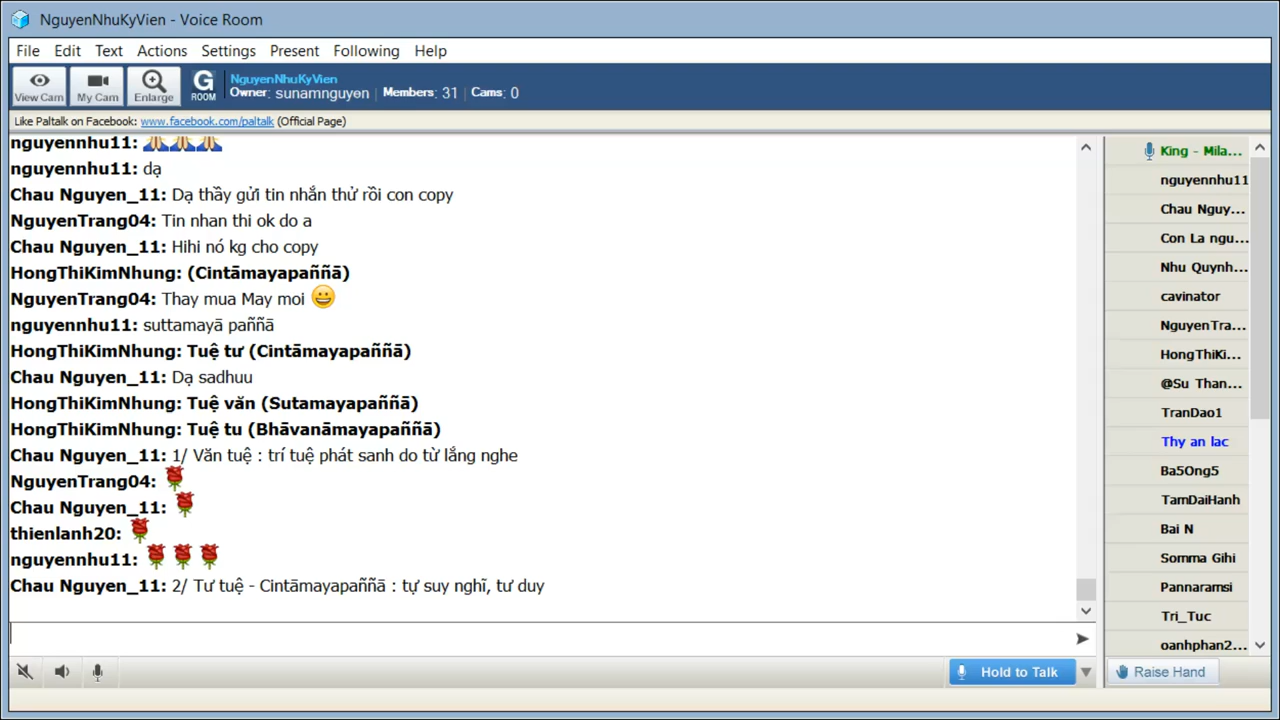 NguyenNhuKyVien - Voice Room
File Edit Text Actions Settings Present Following Help
View Cam My Cam Enlarge G ROOM
NguyenNhuKyVien
Owner: sunamnguyen | Members: 31 | Cams: 0
Like Paltalk on Facebook: www.facebook.com/paltalk (Official Page)
nguyennhu11:
nguyennhu11: dạ
Chau Nguyen_11: Dạ thầy gửi tin nhắn thử rồi con copy
NguyenTrang04: Tin nhan thi ok do a
Chau Nguyen_11: Hihi nó kg cho copy
HongThiKimNhung: (Cintāmayapaññā)
NguyenTrang04: Thay mua May moi
nguyennhu11: suttamayā paññā
HongThiKimNhung: Tuệ tư (Cintāmayapaññā)
Chau Nguyen_11: Dạ sadhuu
HongThiKimNhung: Tuệ văn (Sutamayapaññā)
HongThiKimNhung: Tuệ tu (Bhāvanāmayapaññā)
Chau Nguyen_11: 1/ Văn tuệ : trí tuệ phát sanh do từ lắng nghe
NguyenTrang04:
Chau Nguyen_11:
thienlanh20:
nguyennhu11:
Chau Nguyen_11: 2/ Tư tuệ - Cintāmayapaññā : tự suy nghĩ, tư duy
King - Mila...
nguyennhu11
Chau Nguy...
Con La ngu...
Nhu Quynh...
cavinator
NguyenTra...
HongThiKi...
@Su Than...
TranDao1
Thy an lac
Ba5Ong5
TamDaiHanh
Bai N
Somma Gihi
Pannaramsi
Tri_Tuc
oanhphan2...
Hold to Talk
Raise Hand